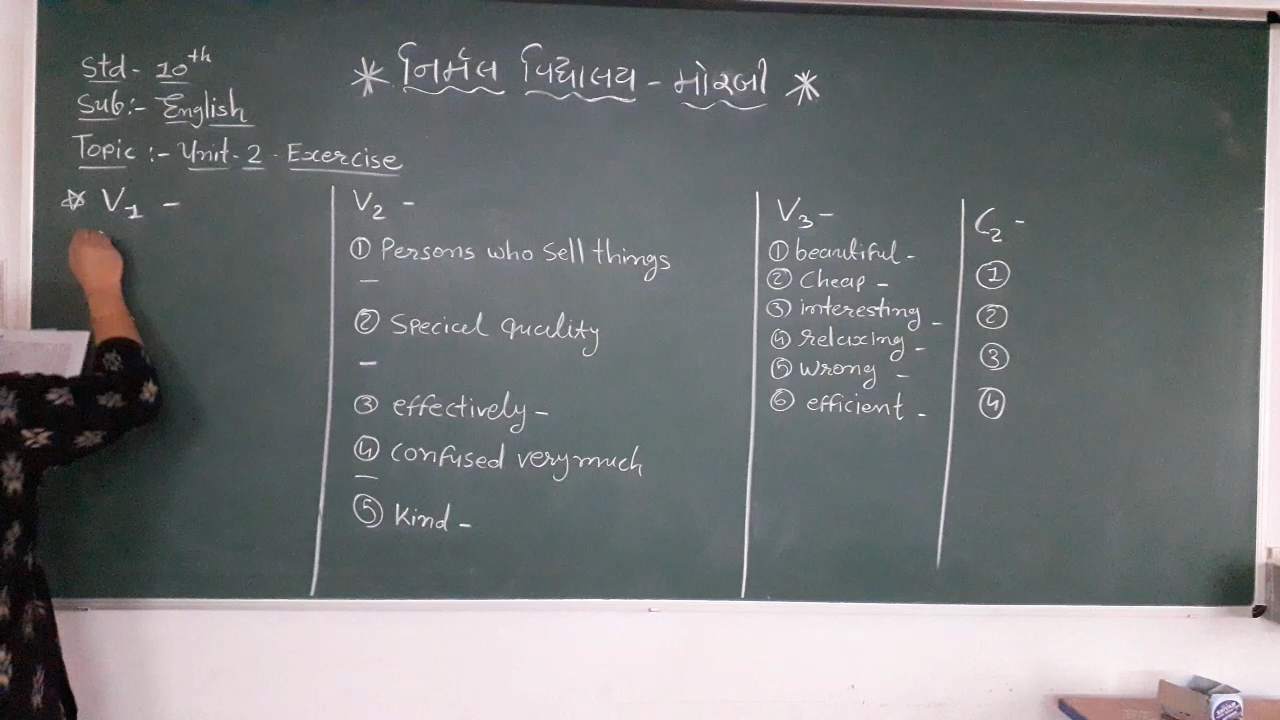 Std - 10th
Sub:- English
Topic :- Unit-2 - Exercise
* નિર્મલ વિદ્યાલય - મોરબી *
☆ V1 -
V2 -
① Persons who sell things
-
② Special quality
-
③ effectively -
④ confused very much
-
⑤ Kind -
V3 -
① beautiful -
② Cheap -
③ interesting -
④ relaxing -
⑤ wrong -
⑥ efficient -
C2 -
①
②
③
④